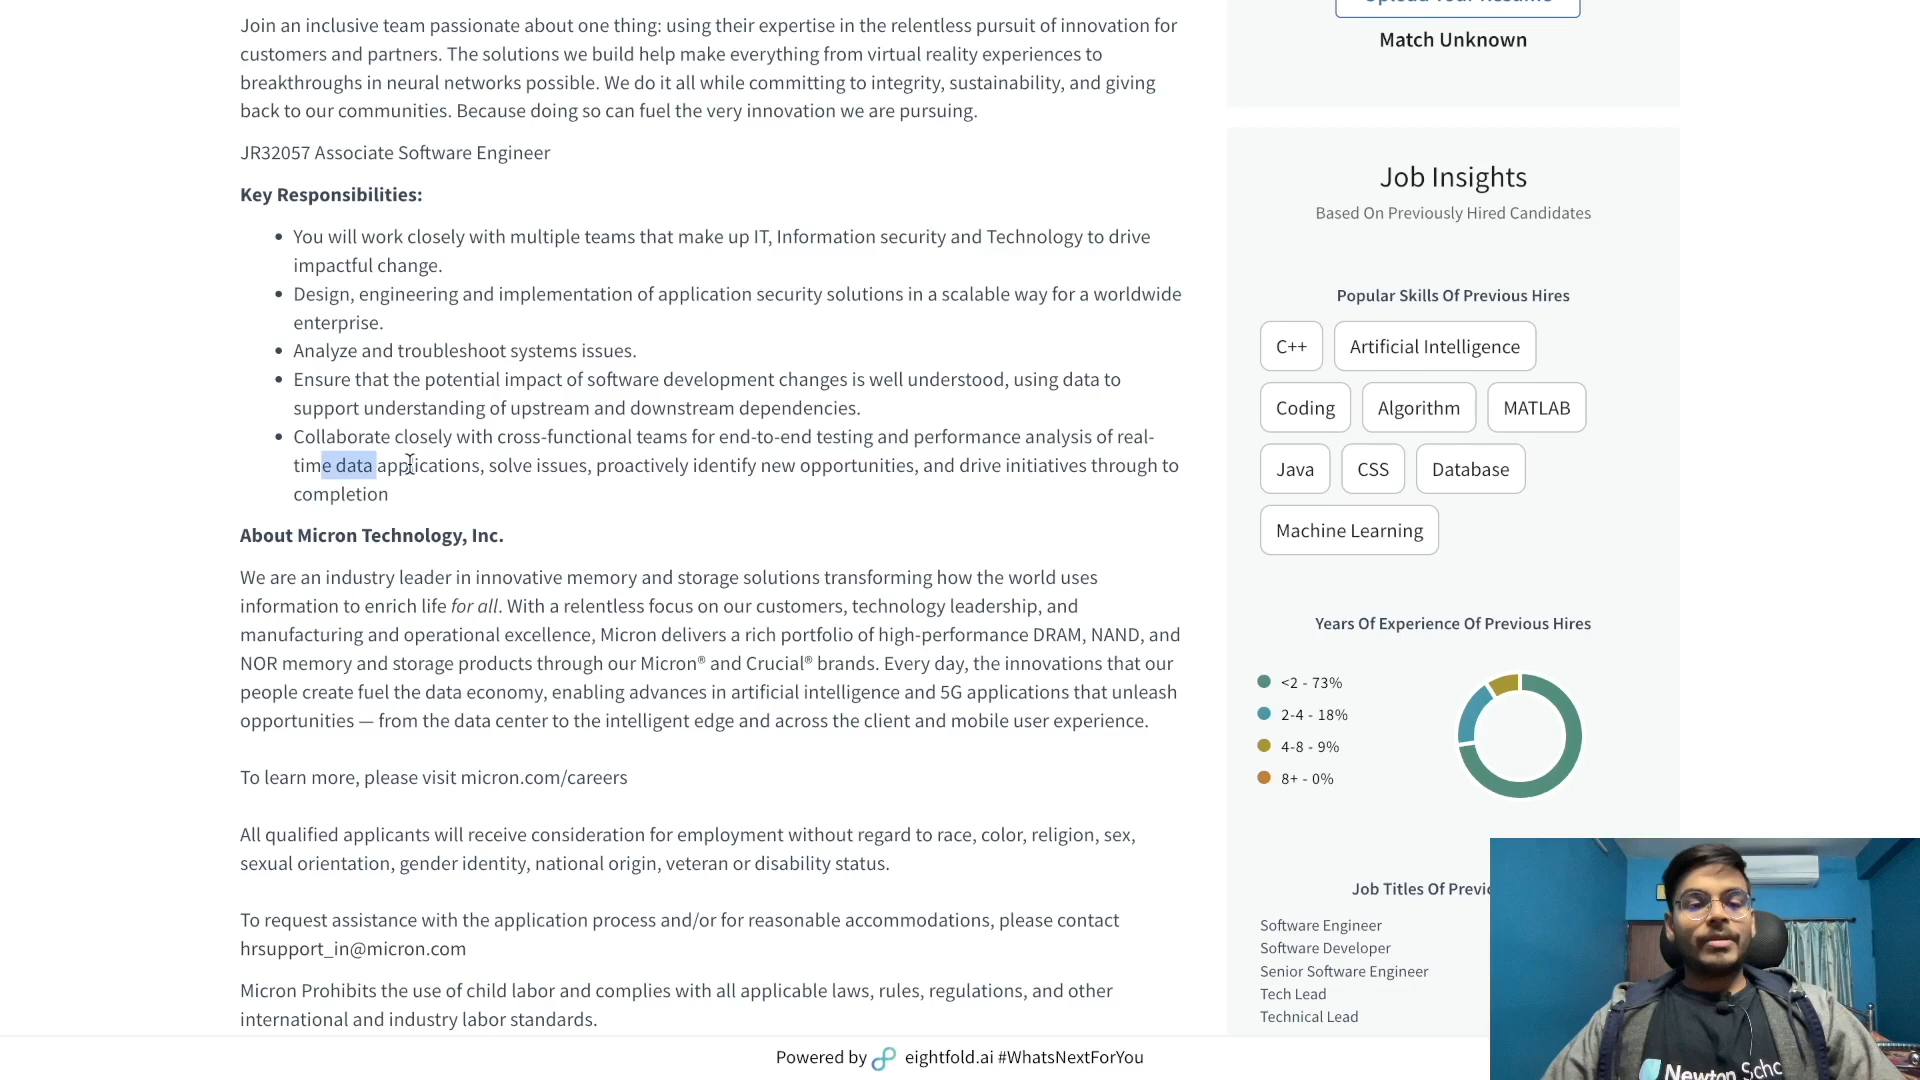 Join an inclusive team passionate about one thing: using their expertise in the relentless pursuit of innovation for
customers and partners. The solutions we build help make everything from virtual reality experiences to
breakthroughs in neural networks possible. We do it all while committing to integrity, sustainability, and giving
back to our communities. Because doing so can fuel the very innovation we are pursuing.
JR32057 Associate Software Engineer
Key Responsibilities:
• You will work closely with multiple teams that make up IT, Information security and Technology to drive
impactful change.
• Design, engineering and implementation of application security solutions in a scalable way for a worldwide
enterprise.
• Analyze and troubleshoot systems issues.
• Ensure that the potential impact of software development changes is well understood, using data to
support understanding of upstream and downstream dependencies.
• Collaborate closely with cross-functional teams for end-to-end testing and performance analysis of real-
time data applications, solve issues, proactively identify new opportunities, and drive initiatives through to
completion
About Micron Technology, Inc.
We are an industry leader in innovative memory and storage solutions transforming how the world uses
information to enrich life for all. With a relentless focus on our customers, technology leadership, and
manufacturing and operational excellence, Micron delivers a rich portfolio of high-performance DRAM, NAND, and
NOR memory and storage products through our Micron® and Crucial® brands. Every day, the innovations that our
people create fuel the data economy, enabling advances in artificial intelligence and 5G applications that unleash
opportunities — from the data center to the intelligent edge and across the client and mobile user experience.
To learn more, please visit micron.com/careers
All qualified applicants will receive consideration for employment without regard to race, color, religion, sex,
sexual orientation, gender identity, national origin, veteran or disability status.
To request assistance with the application process and/or for reasonable accommodations, please contact
hrsupport_in@micron.com
Micron Prohibits the use of child labor and complies with all applicable laws, rules, regulations, and other
international and industry labor standards.
Upload Your Resume
Match Unknown
Job Insights
Based On Previously Hired Candidates
Popular Skills Of Previous Hires
C++
Artificial Intelligence
Coding
Algorithm
MATLAB
Java
CSS
Database
Machine Learning
Years Of Experience Of Previous Hires
<2 - 73%
2-4 - 18%
4-8 - 9%
8+ - 0%
Job Titles Of
Software Engineer
Software Developer
Senior Software Engineer
Tech Lead
Technical Lead
Powered by eightfold.ai #WhatsNextForYou
Newton